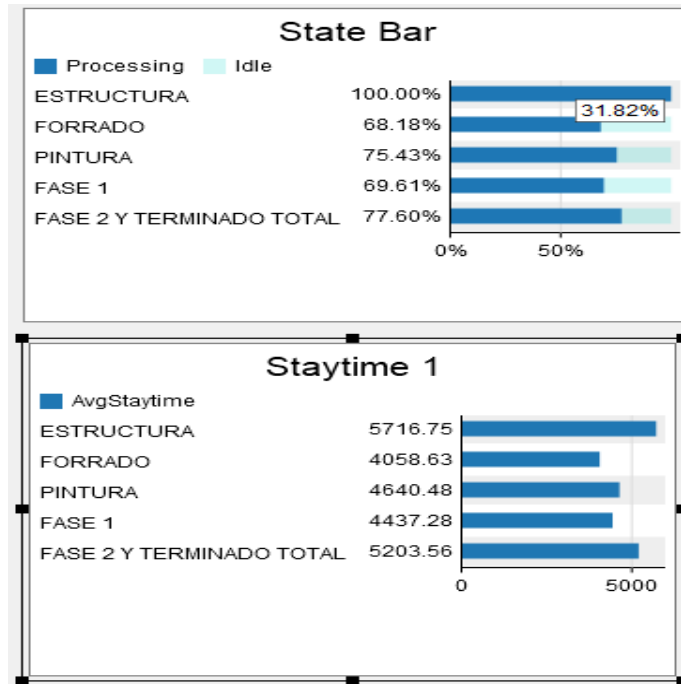 State Bar
Processing Idle
ESTRUCTURA 100.00%
31.82%
FORRADO 68.18%
PINTURA 75.43%
FASE 1 69.61%
FASE 2 Y TERMINADO TOTAL 77.60%
0% 50%
Staytime 1
AvgStaytime
ESTRUCTURA 5716.75
FORRADO 4058.63
PINTURA 4640.48
FASE 1 4437.28
FASE 2 Y TERMINADO TOTAL 5203.56
0 5000